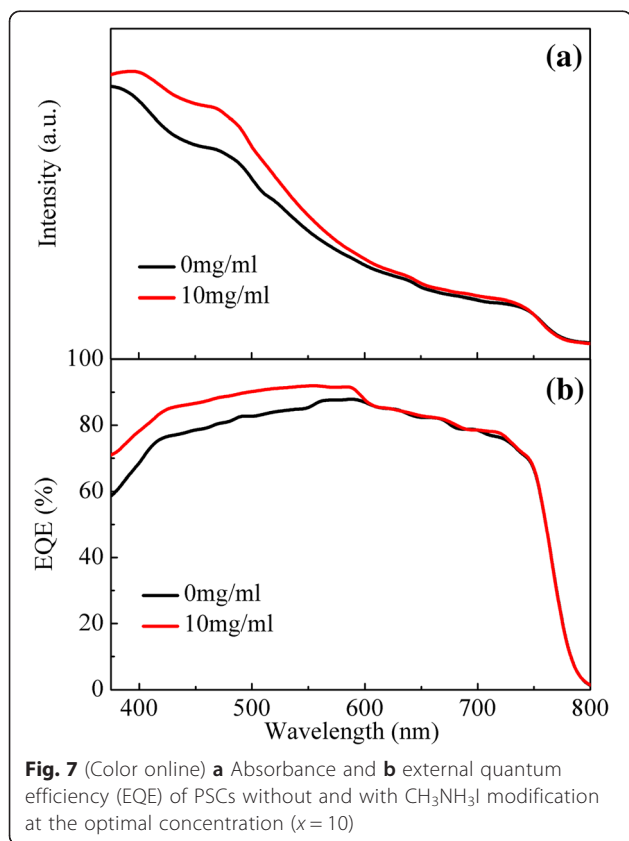 (a)
Intensity (a.u.)
0mg/ml
10mg/ml
(b)
100
80
60
40
20
0
EQE (%)
0mg/ml
10mg/ml
400 500 600 700 800
Wavelength (nm)
Fig. 7 (Color online) a Absorbance and b external quantum
efficiency (EQE) of PSCs without and with CH₃NH₃I modification
at the optimal concentration (x = 10)